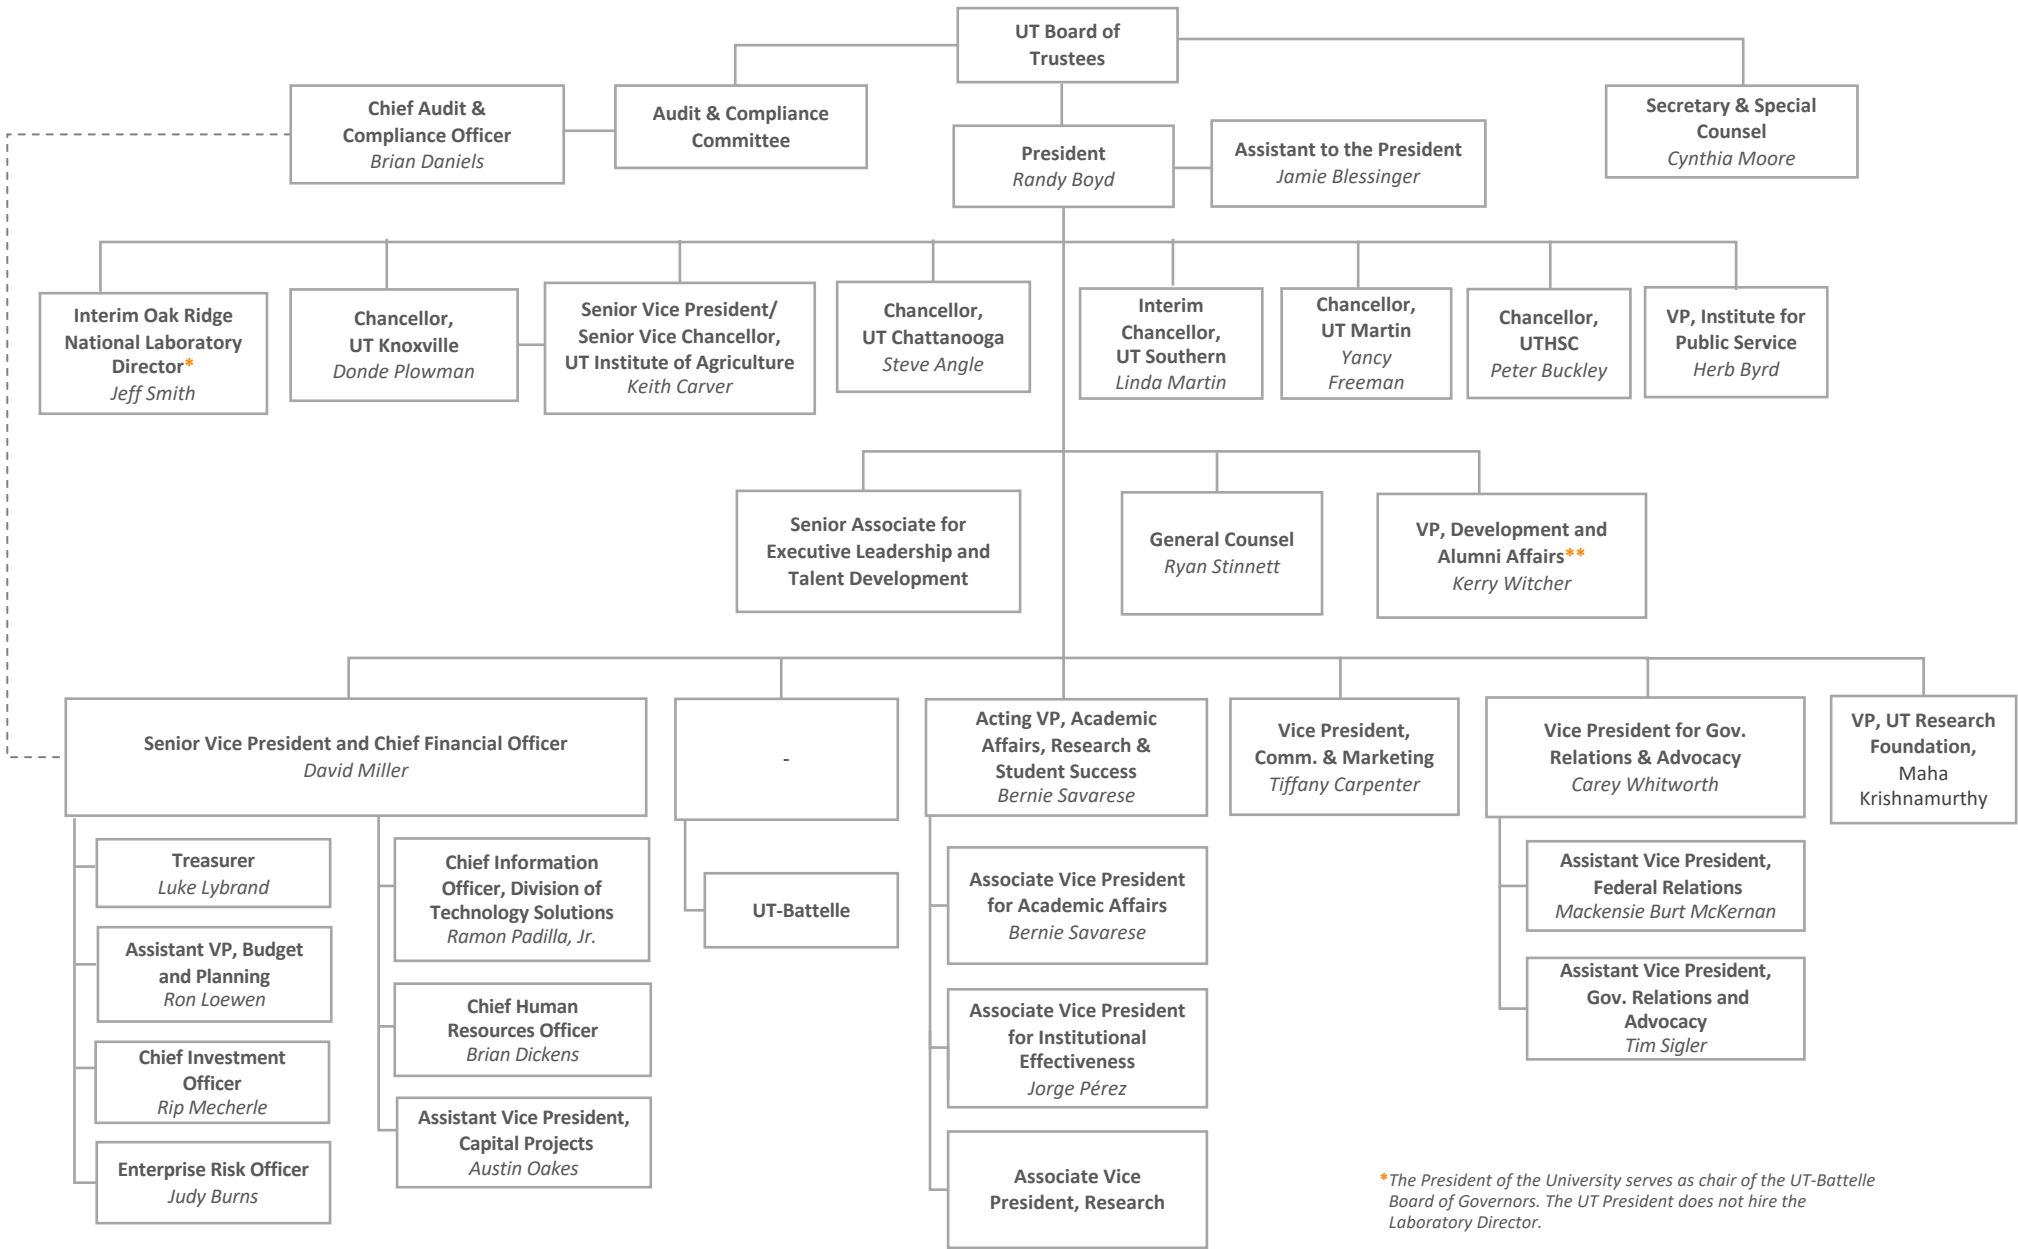 UT Board of
Trustees
Chief Audit &
Compliance Officer
Brian Daniels
Audit & Compliance
Committee
Secretary & Special
Counsel
Cynthia Moore
President
Randy Boyd
Assistant to the President
Jamie Blessinger
Interim Oak Ridge
National Laboratory
Director*
Jeff Smith
Chancellor,
UT Knoxville
Donde Plowman
Senior Vice President/
Senior Vice Chancellor,
UT Institute of Agriculture
Keith Carver
Chancellor,
UT Chattanooga
Steve Angle
Interim
Chancellor,
UT Southern
Linda Martin
Chancellor,
UT Martin
Yancy
Freeman
Chancellor,
UTHSC
Peter Buckley
VP, Institute for
Public Service
Herb Byrd
Senior Associate for
Executive Leadership and
Talent Development
General Counsel
Ryan Stinnett
VP, Development and
Alumni Affairs**
Kerry Witcher
Senior Vice President and Chief Financial Officer
David Miller
-
Acting VP, Academic
Affairs, Research &
Student Success
Bernie Savarese
Vice President,
Comm. & Marketing
Tiffany Carpenter
Vice President for Gov.
Relations & Advocacy
Carey Whitworth
VP, UT Research
Foundation,
Maha
Krishnamurthy
Treasurer
Luke Lybrand
Assistant VP, Budget
and Planning
Ron Loewen
Chief Investment
Officer
Rip Mecherle
Enterprise Risk Officer
Judy Burns
Chief Information
Officer, Division of
Technology Solutions
Ramon Padilla, Jr.
Chief Human
Resources Officer
Brian Dickens
Assistant Vice President,
Capital Projects
Austin Oakes
UT-Battelle
Associate Vice President
for Academic Affairs
Bernie Savarese
Associate Vice President
for Institutional
Effectiveness
Jorge Pérez
Associate Vice
President, Research
Assistant Vice President,
Federal Relations
Mackensie Burt McKernan
Assistant Vice President,
Gov. Relations and
Advocacy
Tim Sigler
*The President of the University serves as chair of the UT-Battelle
Board of Governors. The UT President does not hire the
Laboratory Director.